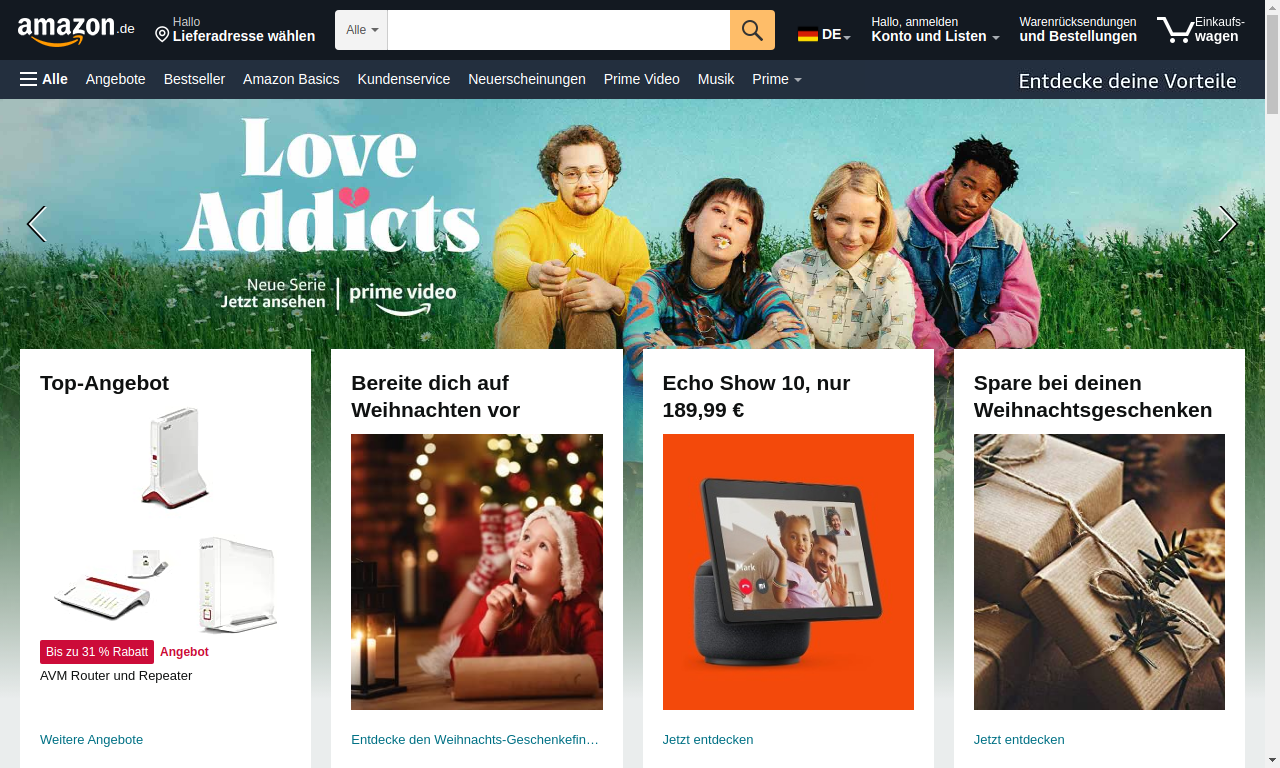 amazon.de
Hallo
Lieferadresse wählen
Alle
DE
Hallo, anmelden
Konto und Listen
Warenrücksendungen
und Bestellungen
Einkaufs-
wagen
Alle
Angebote
Bestseller
Amazon Basics
Kundenservice
Neuerscheinungen
Prime Video
Musik
Prime
Entdecke deine Vorteile
Love
Addicts
Neue Serie
Jetzt ansehen
prime video
Top-Angebot
Bis zu 31 % Rabatt
Angebot
AVM Router und Repeater
Weitere Angebote
Bereite dich auf
Weihnachten vor
Entdecke den Weihnachts-Geschenkefin…
Echo Show 10, nur
189,99 €
Mark
Jetzt entdecken
Spare bei deinen
Weihnachtsgeschenken
Jetzt entdecken